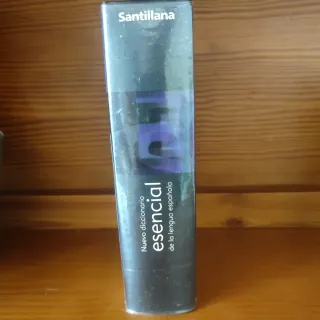 Santillana
Nuevo diccionario
esencial
de la lengua española